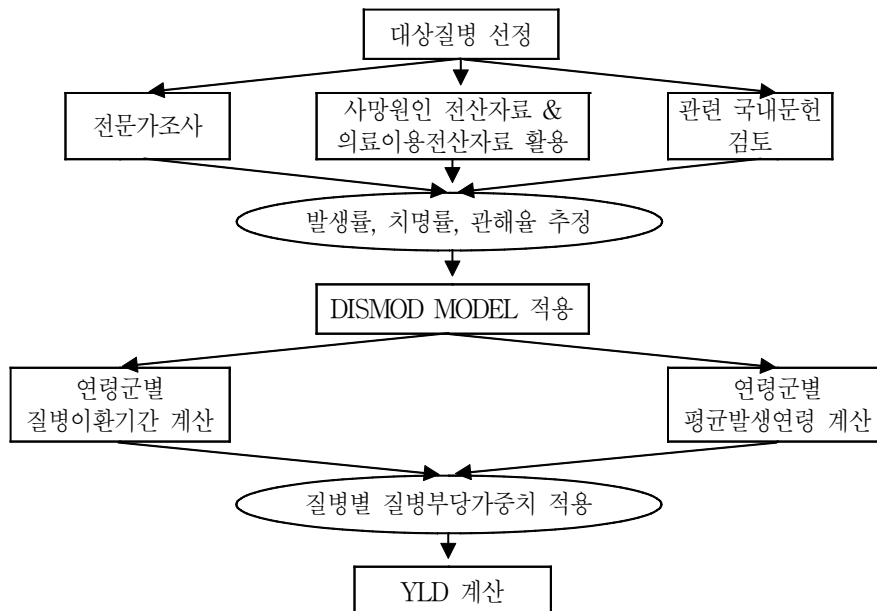 대상질병 선정
전문가조사
사망원인 전산자료 &
의료이용전산자료 활용
관련 국내문헌
검토
발생률, 치명률, 관해율 추정
DISMOD MODEL 적용
연령군별
질병이환기간 계산
연령군별
평균발생연령 계산
질병별 질병부당가중치 적용
YLD 계산